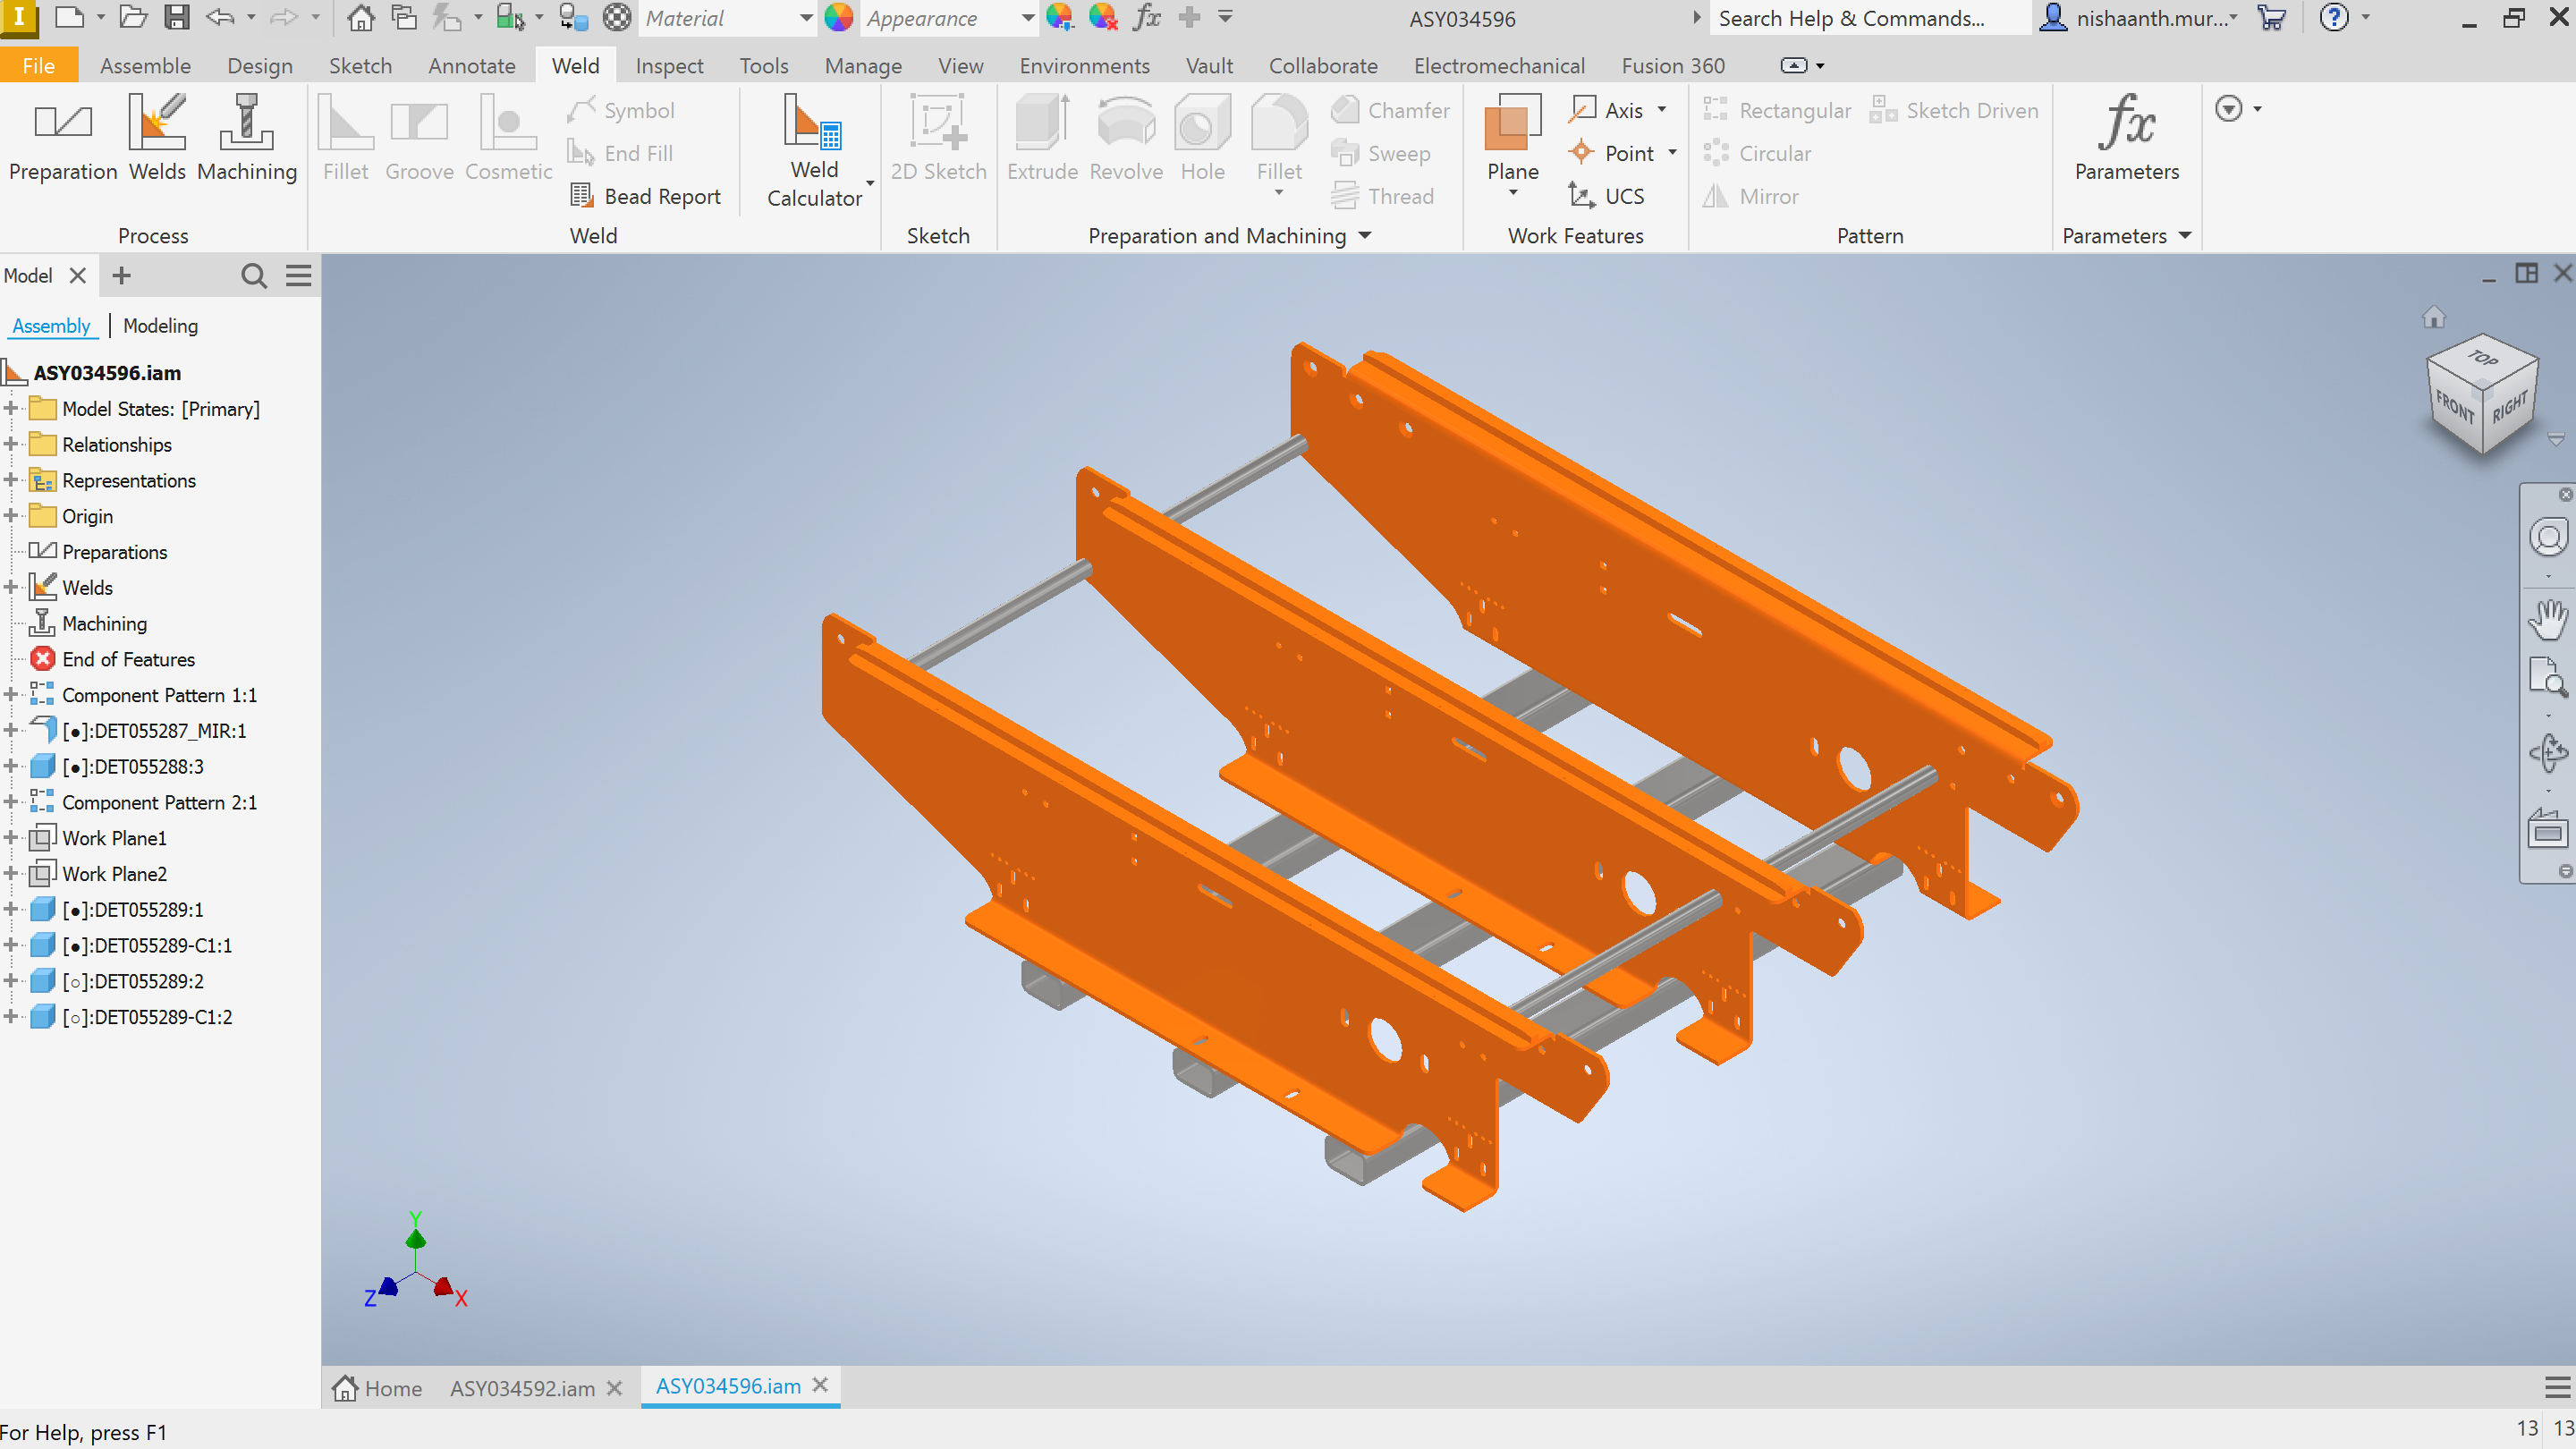 I Material Appearance fx ASY034596 Search Help & Commands... nishaanth.mur... ?
File Assemble Design Sketch Annotate Weld Inspect Tools Manage View Environments Vault Collaborate Electromechanical Fusion 360
Preparation Welds Machining
Process
Fillet Groove Cosmetic
Symbol
End Fill
Bead Report
Weld
Calculator
Weld
2D Sketch
Sketch
Extrude Revolve Hole Fillet
Chamfer
Sweep
Thread
Preparation and Machining
Plane
Axis
Point
UCS
Work Features
Rectangular Sketch Driven
Circular
Mirror
Pattern
fx
Parameters
Parameters
Model
Assembly | Modeling
ASY034596.iam
Model States: [Primary]
Relationships
Representations
Origin
Preparations
Welds
Machining
End of Features
Component Pattern 1:1
[●]:DET055287_MIR:1
[●]:DET055288:3
Component Pattern 2:1
Work Plane1
Work Plane2
[●]:DET055289:1
[●]:DET055289-C1:1
[○]:DET055289:2
[○]:DET055289-C1:2
TOP
FRONT RIGHT
Y
Z X
Home ASY034592.iam ASY034596.iam
For Help, press F1 13 13